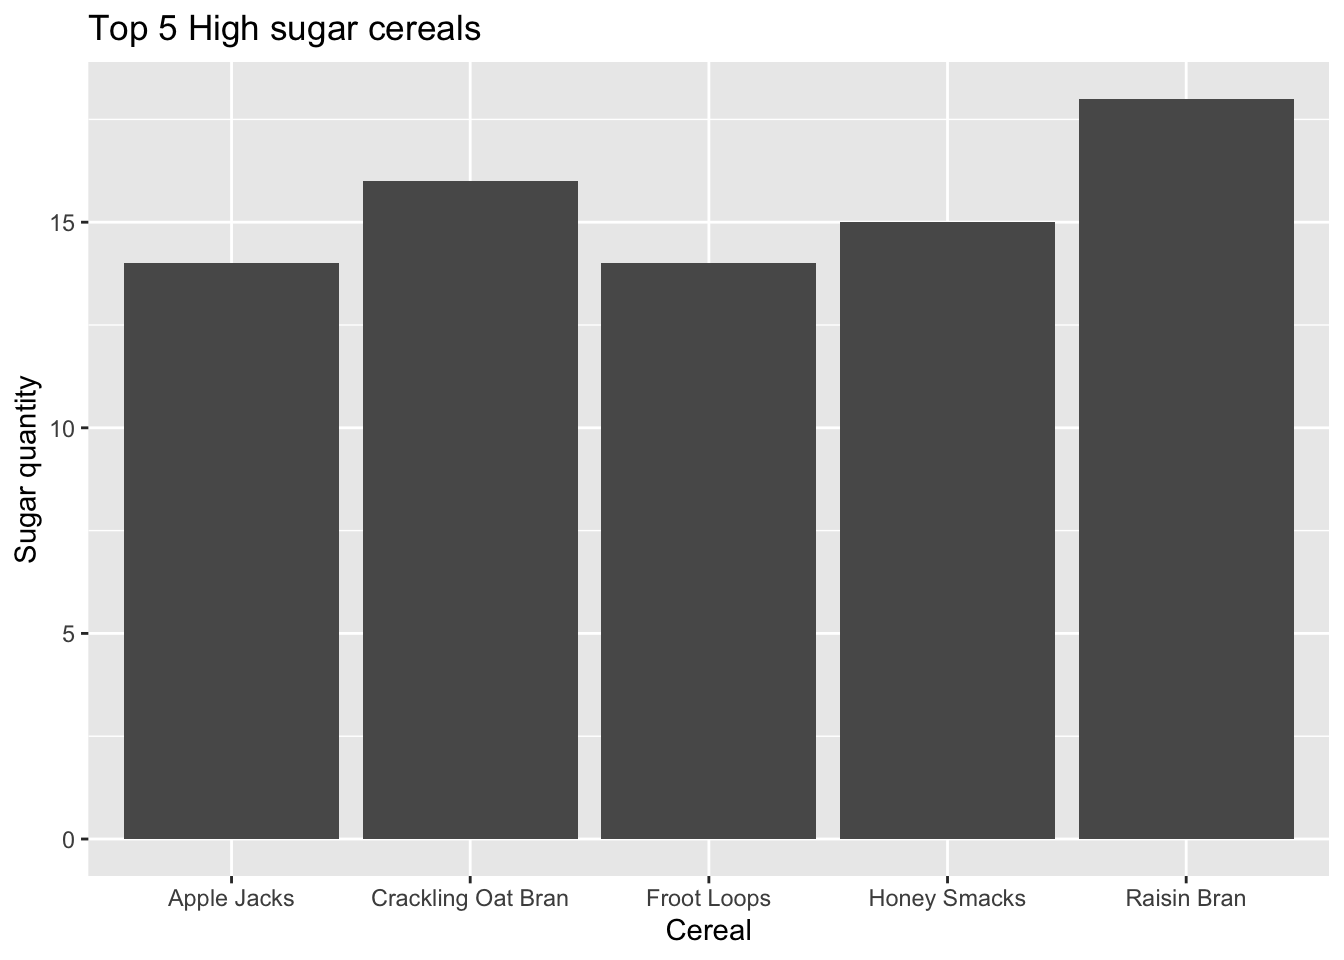 Top 5 High sugar cereals
Sugar quantity
15
10
5
0
Apple Jacks
Crackling Oat Bran
Froot Loops
Honey Smacks
Raisin Bran
Cereal